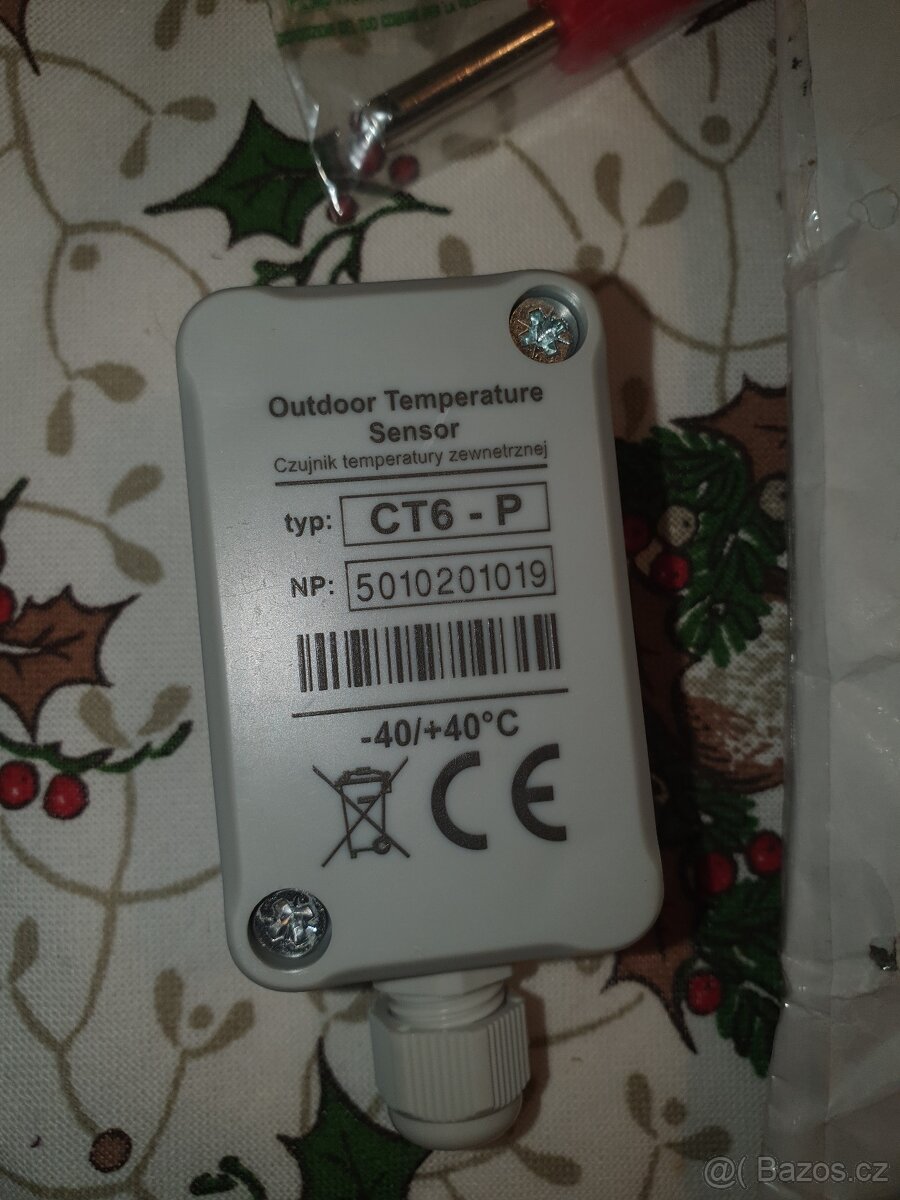 Outdoor Temperature
Sensor
Czujnik temperatury zewnetrznej
typ: CT6 - P
NP: 5010201019
-40/+40°C
CE
@( Bazos.cz